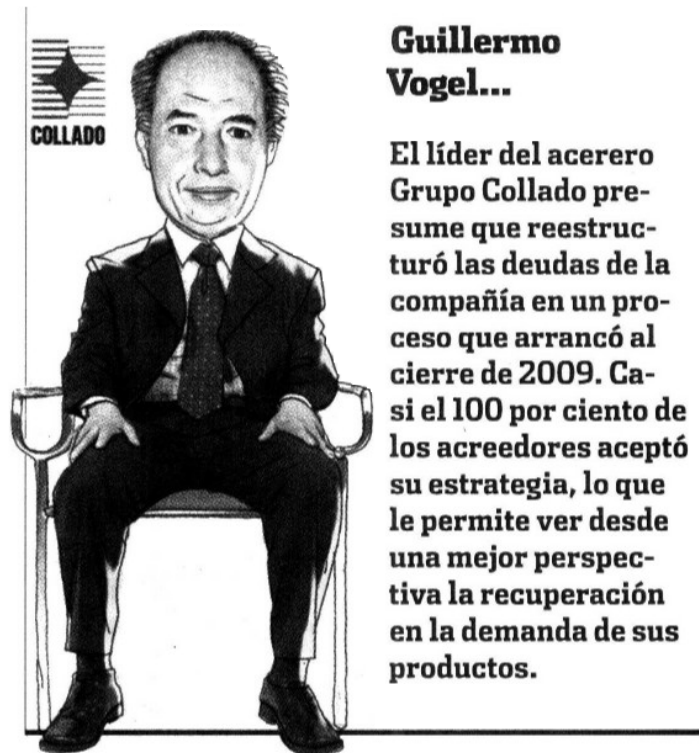 COLLADO
Guillermo
Vogel...
El líder del acerero
Grupo Collado pre-
sume que reestruc-
turó las deudas de la
compañía en un pro-
ceso que arrancó al
cierre de 2009. Ca-
si el 100 por ciento de
los acreedores aceptó
su estrategia, lo que
le permite ver desde
una mejor perspec-
tiva la recuperación
en la demanda de sus
productos.